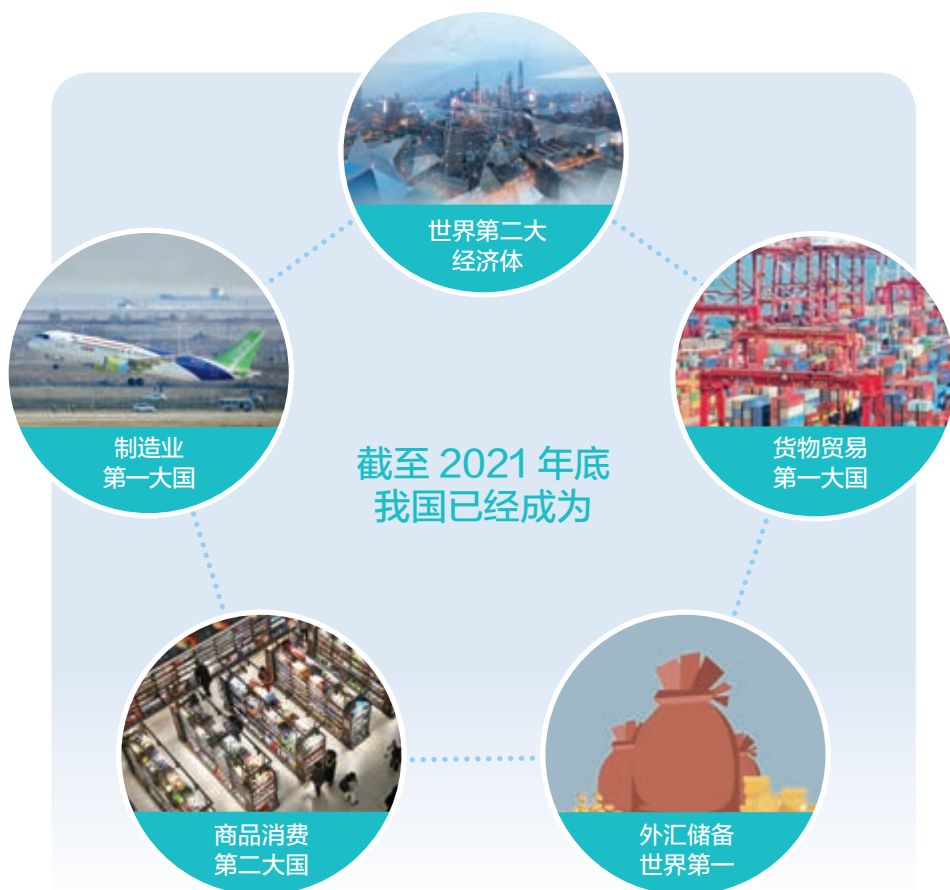 世界第二大
经济体
制造业
第一大国
货物贸易
第一大国
截至 2021 年底
我国已经成为
商品消费
第二大国
外汇储备
世界第一